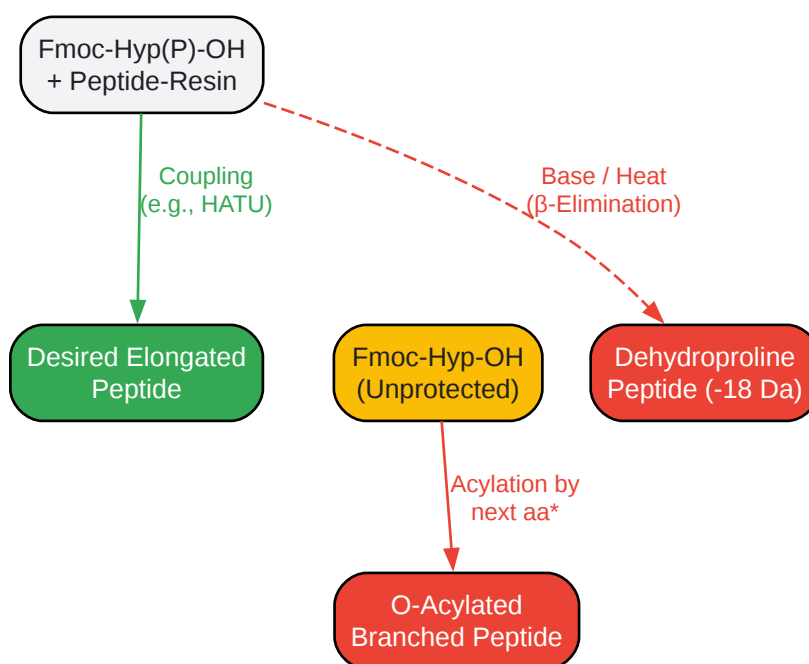 Fmoc-Hyp(P)-OH
+ Peptide-Resin
Coupling
(e.g., HATU)
Base / Heat
(β-Elimination)
Desired Elongated
Peptide
Fmoc-Hyp-OH
(Unprotected)
Dehydroproline
Peptide (-18 Da)
Acylation by
next aa*
O-Acylated
Branched Peptide